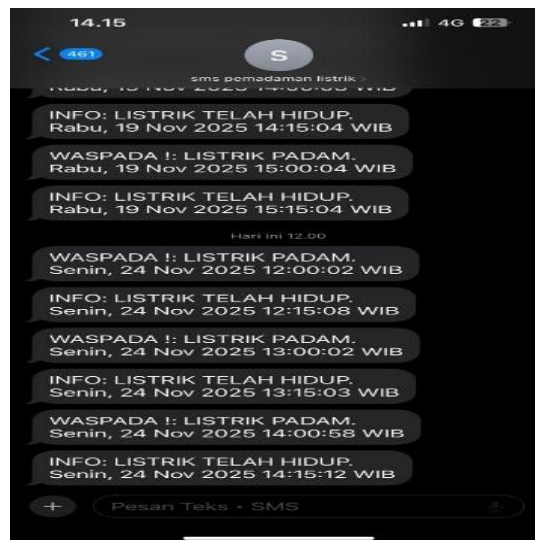 14.15
4G 22
461
S
sms pemadaman listrik >
INFO: LISTRIK TELAH HIDUP.
Rabu, 19 Nov 2025 14:15:04 WIB
WASPADA !: LISTRIK PADAM.
Rabu, 19 Nov 2025 15:00:04 WIB
INFO: LISTRIK TELAH HIDUP.
Rabu, 19 Nov 2025 15:15:04 WIB
Hari ini 12.00
WASPADA !: LISTRIK PADAM.
Senin, 24 Nov 2025 12:00:02 WIB
INFO: LISTRIK TELAH HIDUP.
Senin, 24 Nov 2025 12:15:08 WIB
WASPADA !: LISTRIK PADAM.
Senin, 24 Nov 2025 13:00:02 WIB
INFO: LISTRIK TELAH HIDUP.
Senin, 24 Nov 2025 13:15:03 WIB
WASPADA !: LISTRIK PADAM.
Senin, 24 Nov 2025 14:00:58 WIB
INFO: LISTRIK TELAH HIDUP.
Senin, 24 Nov 2025 14:15:12 WIB
+ Pesan Teks • SMS